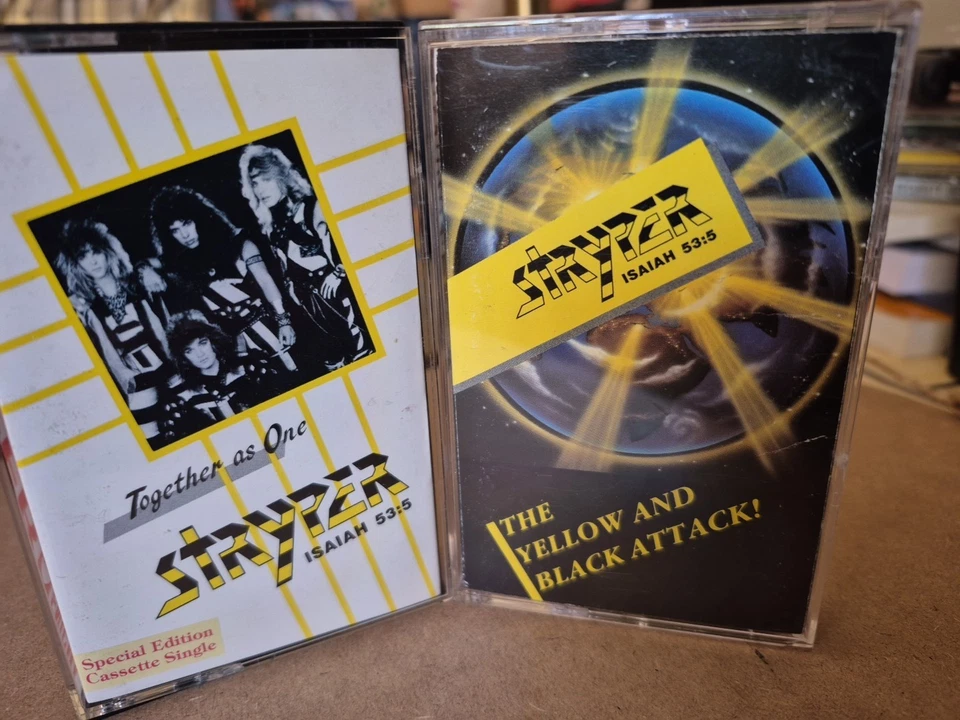 Together as One
STRYPER
ISAIAH 53:5
Special Edition
Cassette Single
STRYPER
ISAIAH 53:5
THE
YELLOW AND
BLACK ATTACK!